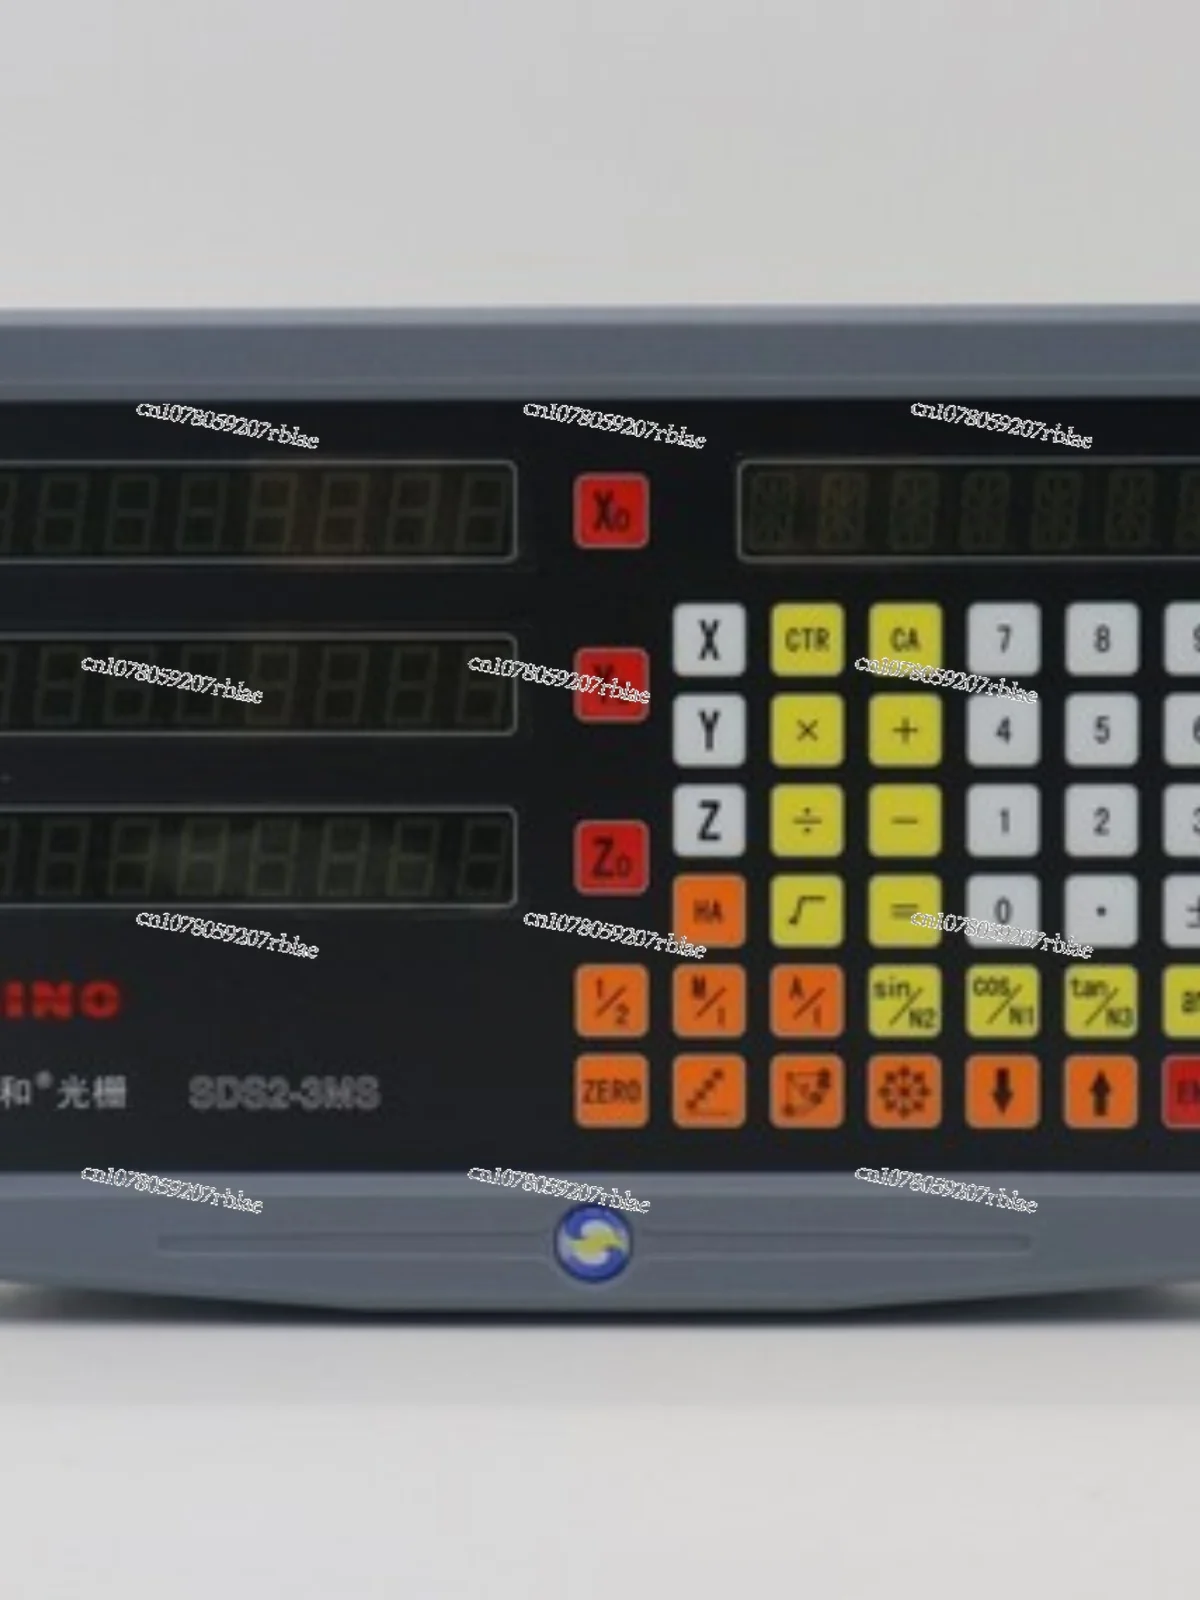 cn1078059207rblae cn1078059207rblae cn1078059207rblae
X0
X CTR CA 7 8
cn1078059207rblae cn1078059207rblae cn1078059207rblae
Y × + 4 5
Z0
Z ÷ − 1 2
HA √ = 0 .
cn1078059207rblae cn1078059207rblae cn1078059207rblae
INO
1/2 M/I A/I sin/N2 cos/N1 tan/N3
和®光栅 SDS2-3MS
ZERO ↓ ↑
cn1078059207rblae cn1078059207rblae cn1078059207rblae